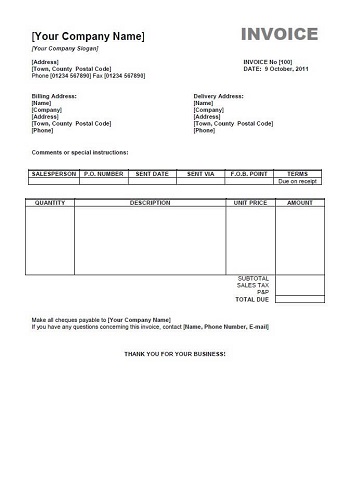 [Your Company Name]
INVOICE
[Your Company Slogan]
[Address]
[Town, County Postal Code]
Phone [01234 567890] Fax [01234 567890]
INVOICE No [100]
DATE: 9 October, 2011
Billing Address:
[Name]
[Company]
[Address]
[Town, County Postal Code]
[Phone]
Delivery Address:
[Name]
[Company]
[Address]
[Town, County Postal Code]
[Phone]
Comments or special instructions:
SALESPERSON P.O. NUMBER SENT DATE SENT VIA F.O.B. POINT TERMS
Due on receipt
QUANTITY DESCRIPTION UNIT PRICE AMOUNT
SUBTOTAL
SALES TAX
P&P
TOTAL DUE
Make all cheques payable to [Your Company Name]
If you have any questions concerning this invoice, contact [Name, Phone Number, E-mail]
THANK YOU FOR YOUR BUSINESS!